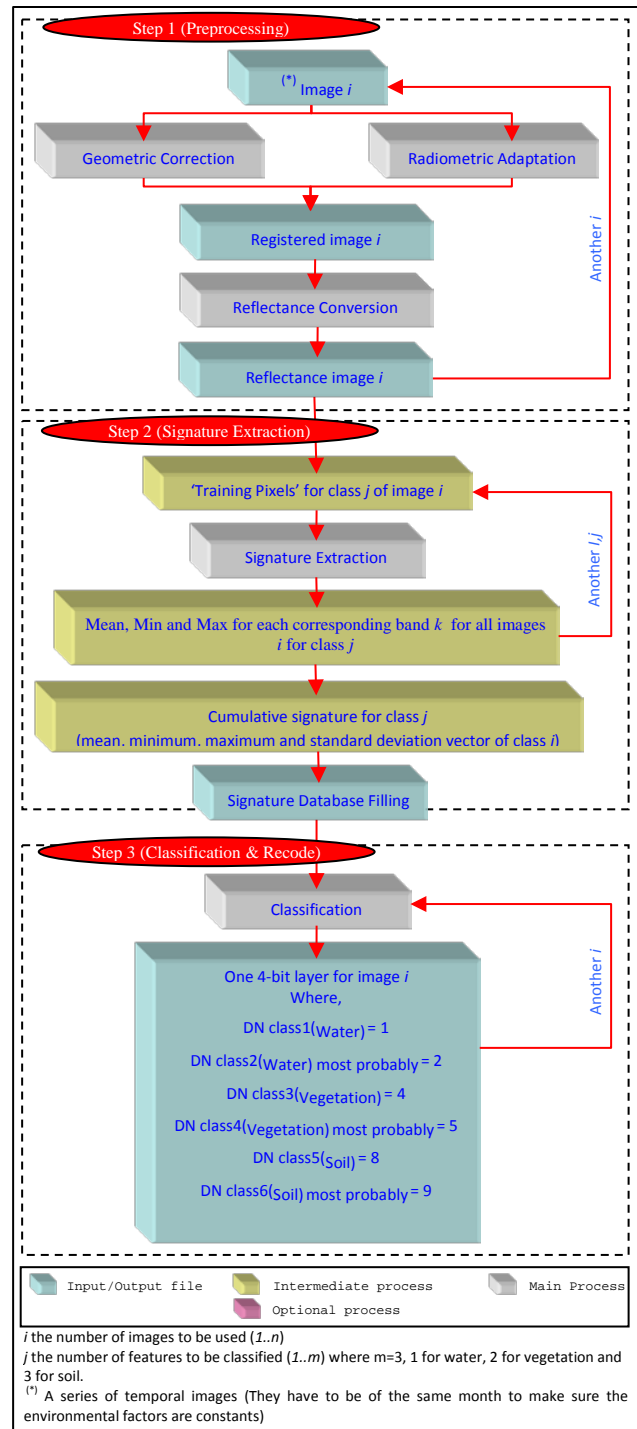 Step 1 (Preprocessing)
(*) Image i
Geometric Correction
Radiometric Adaptation
Registered image i
Another i
Reflectance Conversion
Reflectance image i
Step 2 (Signature Extraction)
‘Training Pixels’ for class j of image i
Signature Extraction
Another I,j
Mean, Min and Max for each corresponding band k for all images
i for class j
Cumulative signature for class j
(mean, minimum, maximum and standard deviation vector of class j)
Signature Database Filling
Step 3 (Classification & Recode)
Classification
One 4-bit layer for image i
Where,
DN class1(Water) = 1
Another i
DN class2(Water) most probably = 2
DN class3(Vegetation) = 4
DN class4(Vegetation) most probably = 5
DN class5(Soil) = 8
DN class6(Soil) most probably = 9
Input/Output file
Intermediate process
Main Process
Optional process
i the number of images to be used (1..n)
j the number of features to be classified (1..m) where m=3, 1 for water, 2 for vegetation and
3 for soil.
(*) A series of temporal images (They have to be of the same month to make sure the
environmental factors are constants)